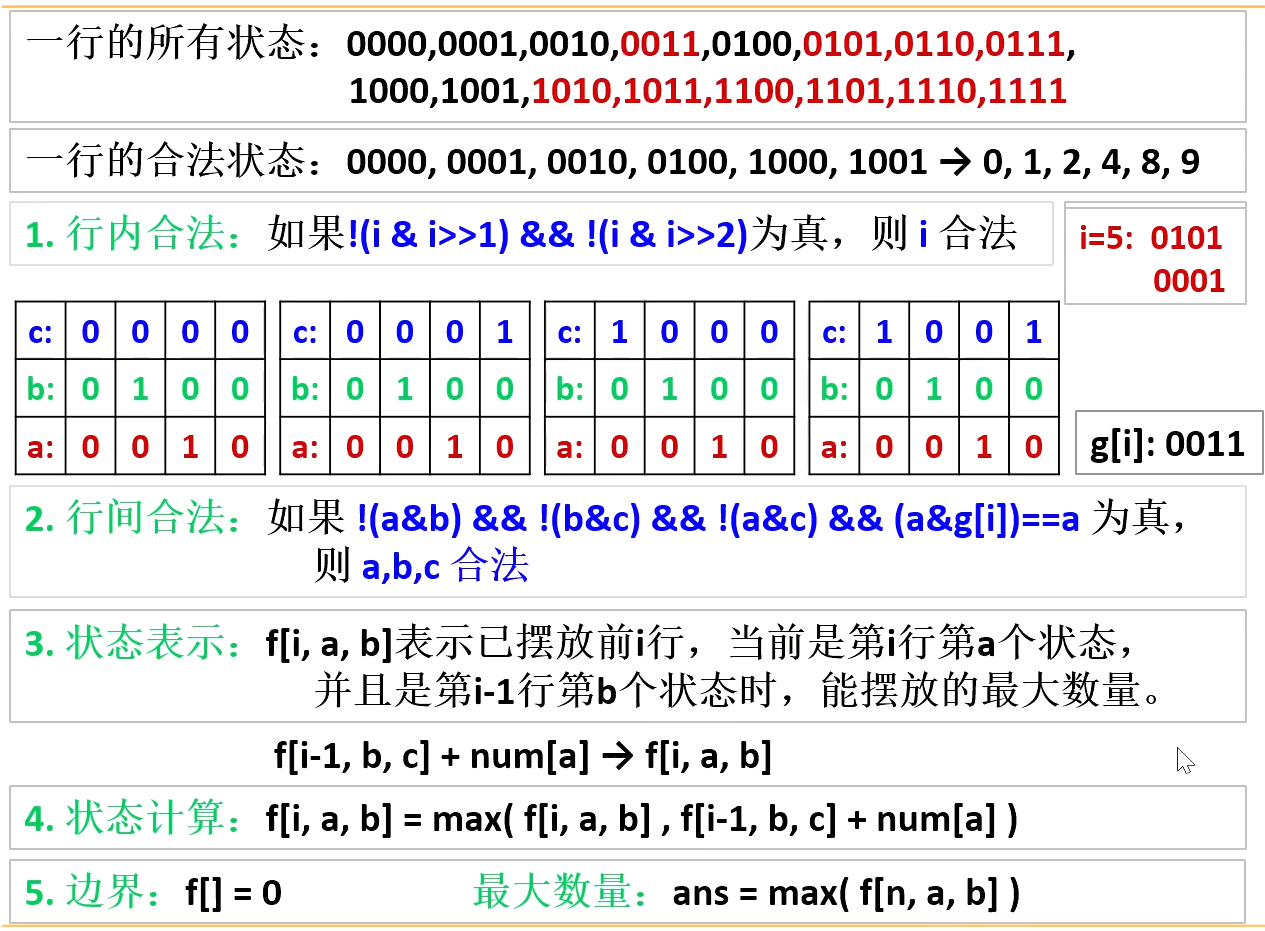 一行的所有状态：0000,0001,0010,0011,0100,0101,0110,0111,
1000,1001,1010,1011,1100,1101,1110,1111
一行的合法状态：0000, 0001, 0010, 0100, 1000, 1001 → 0, 1, 2, 4, 8, 9
1. 行内合法：如果!(i & i>>1) && !(i & i>>2)为真，则 i 合法
i=5: 0101
0001
c: 0 0 0 0
b: 0 1 0 0
a: 0 0 1 0
c: 0 0 0 1
b: 0 1 0 0
a: 0 0 1 0
c: 1 0 0 0
b: 0 1 0 0
a: 0 0 1 0
c: 1 0 0 1
b: 0 1 0 0
a: 0 0 1 0
g[i]: 0011
2. 行间合法：如果 !(a&b) && !(b&c) && !(a&c) && (a&g[i])==a 为真，
则 a,b,c 合法
3. 状态表示：f[i, a, b]表示已摆放前i行，当前是第i行第a个状态，
并且是第i-1行第b个状态时，能摆放的最大数量。
f[i-1, b, c] + num[a] → f[i, a, b]
4. 状态计算：f[i, a, b] = max( f[i, a, b] , f[i-1, b, c] + num[a] )
5. 边界：f[] = 0 最大数量：ans = max( f[n, a, b] )